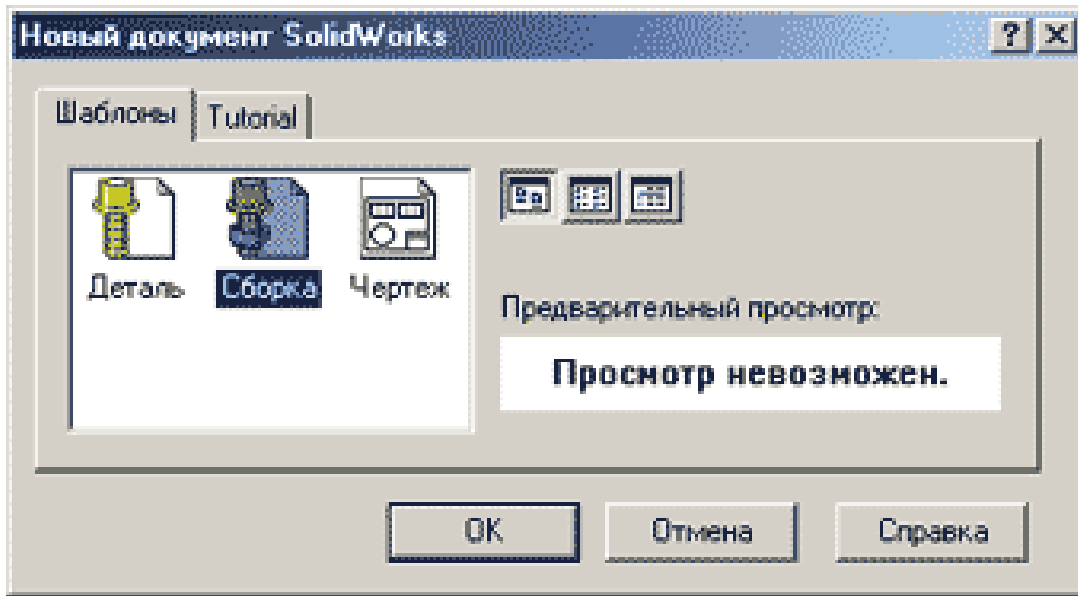 Новый документ SolidWorks
Шаблоны Tutorial
Деталь Сборка Чертеж
Предварительный просмотр:
Просмотр невозможен.
OK Отмена Справка